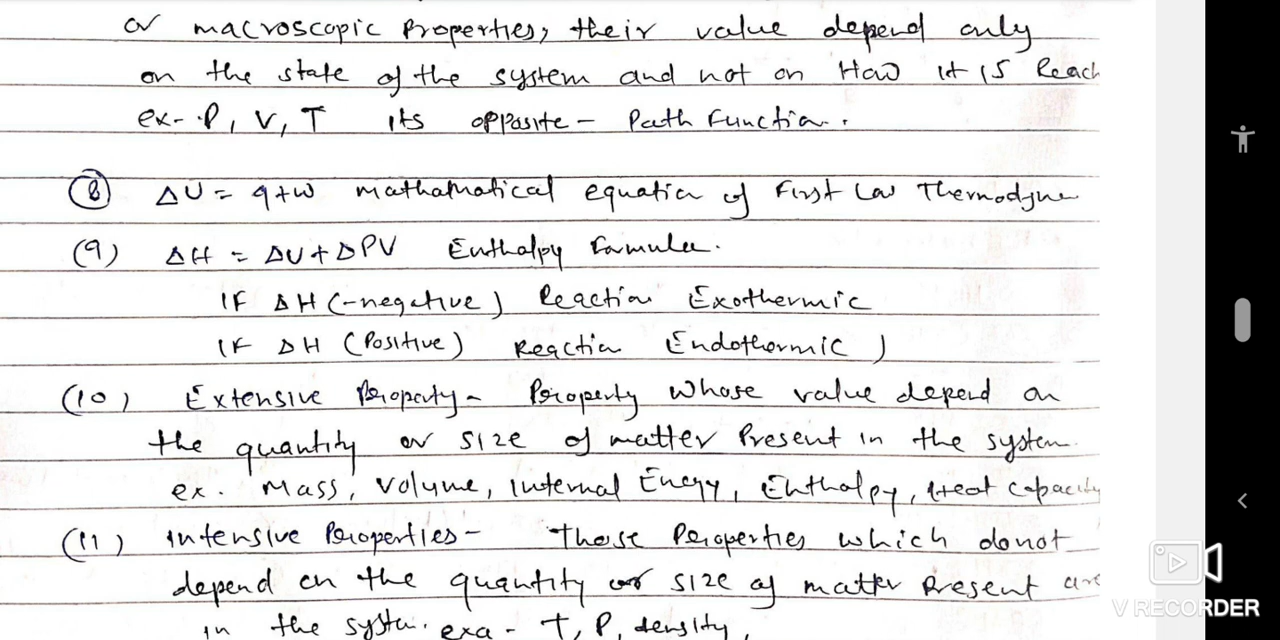 or macroscopic Properties, their value depend only
on the state of the system and not on How it is Reach
ex- P, V, T its opposite - Path Function.
(8) ΔU = q+w mathematical equation of First Law Thermodyne
(9) ΔH = ΔU + ΔPV Enthalpy Formula.
IF ΔH (-negative) Reaction Exothermic
IF ΔH (Positive) Reaction Endothermic )
(10) Extensive Property - Property whose value depend on
the quantity or size of matter Present in the system.
ex. Mass, Volume, Internal Energy, Enthalpy, Heat capacity
(11) Intensive Properties - Those Properties which donot
depend on the quantity or size of matter Present are
in the system. exa - T, P, density,
V RECORDER